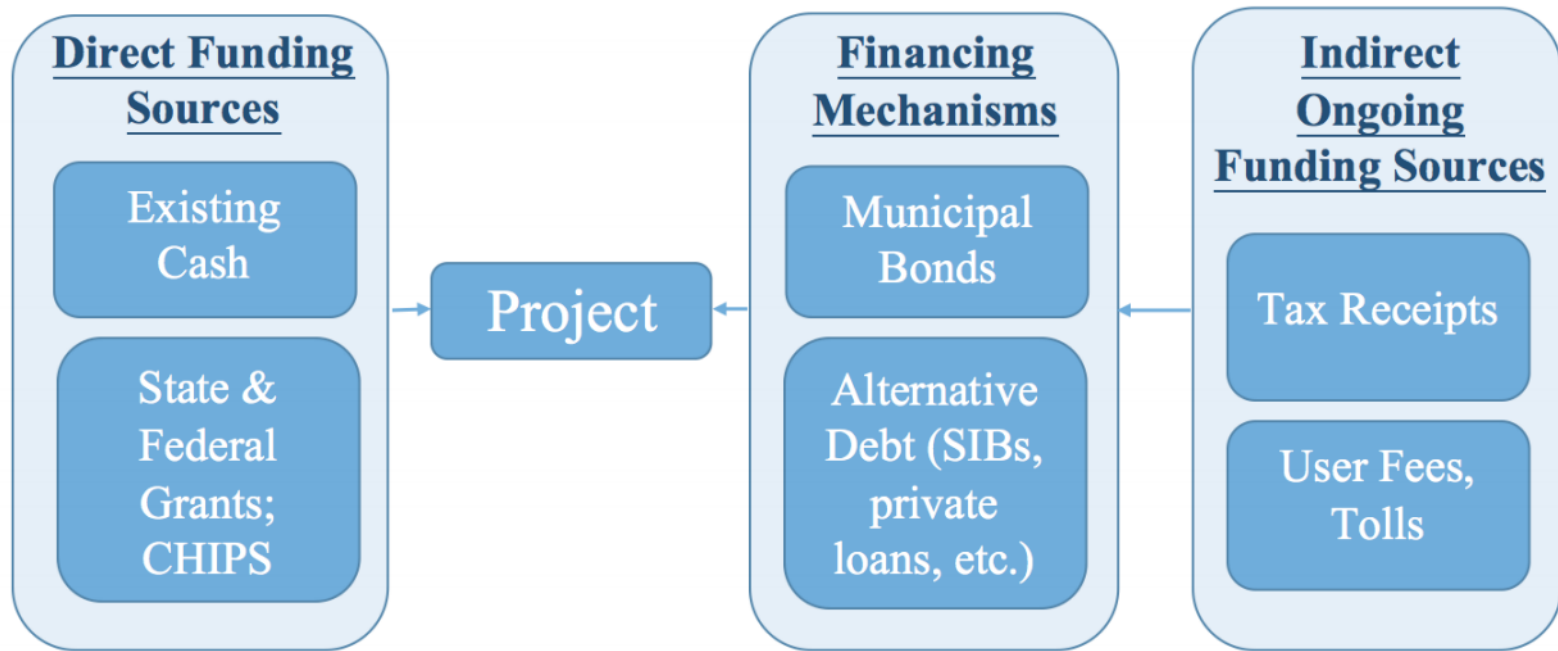 Direct Funding
Sources
Existing
Cash
State &
Federal
Grants;
CHIPS
Project
Financing
Mechanisms
Municipal
Bonds
Alternative
Debt (SIBs,
private
loans, etc.)
Indirect
Ongoing
Funding Sources
Tax Receipts
User Fees,
Tolls